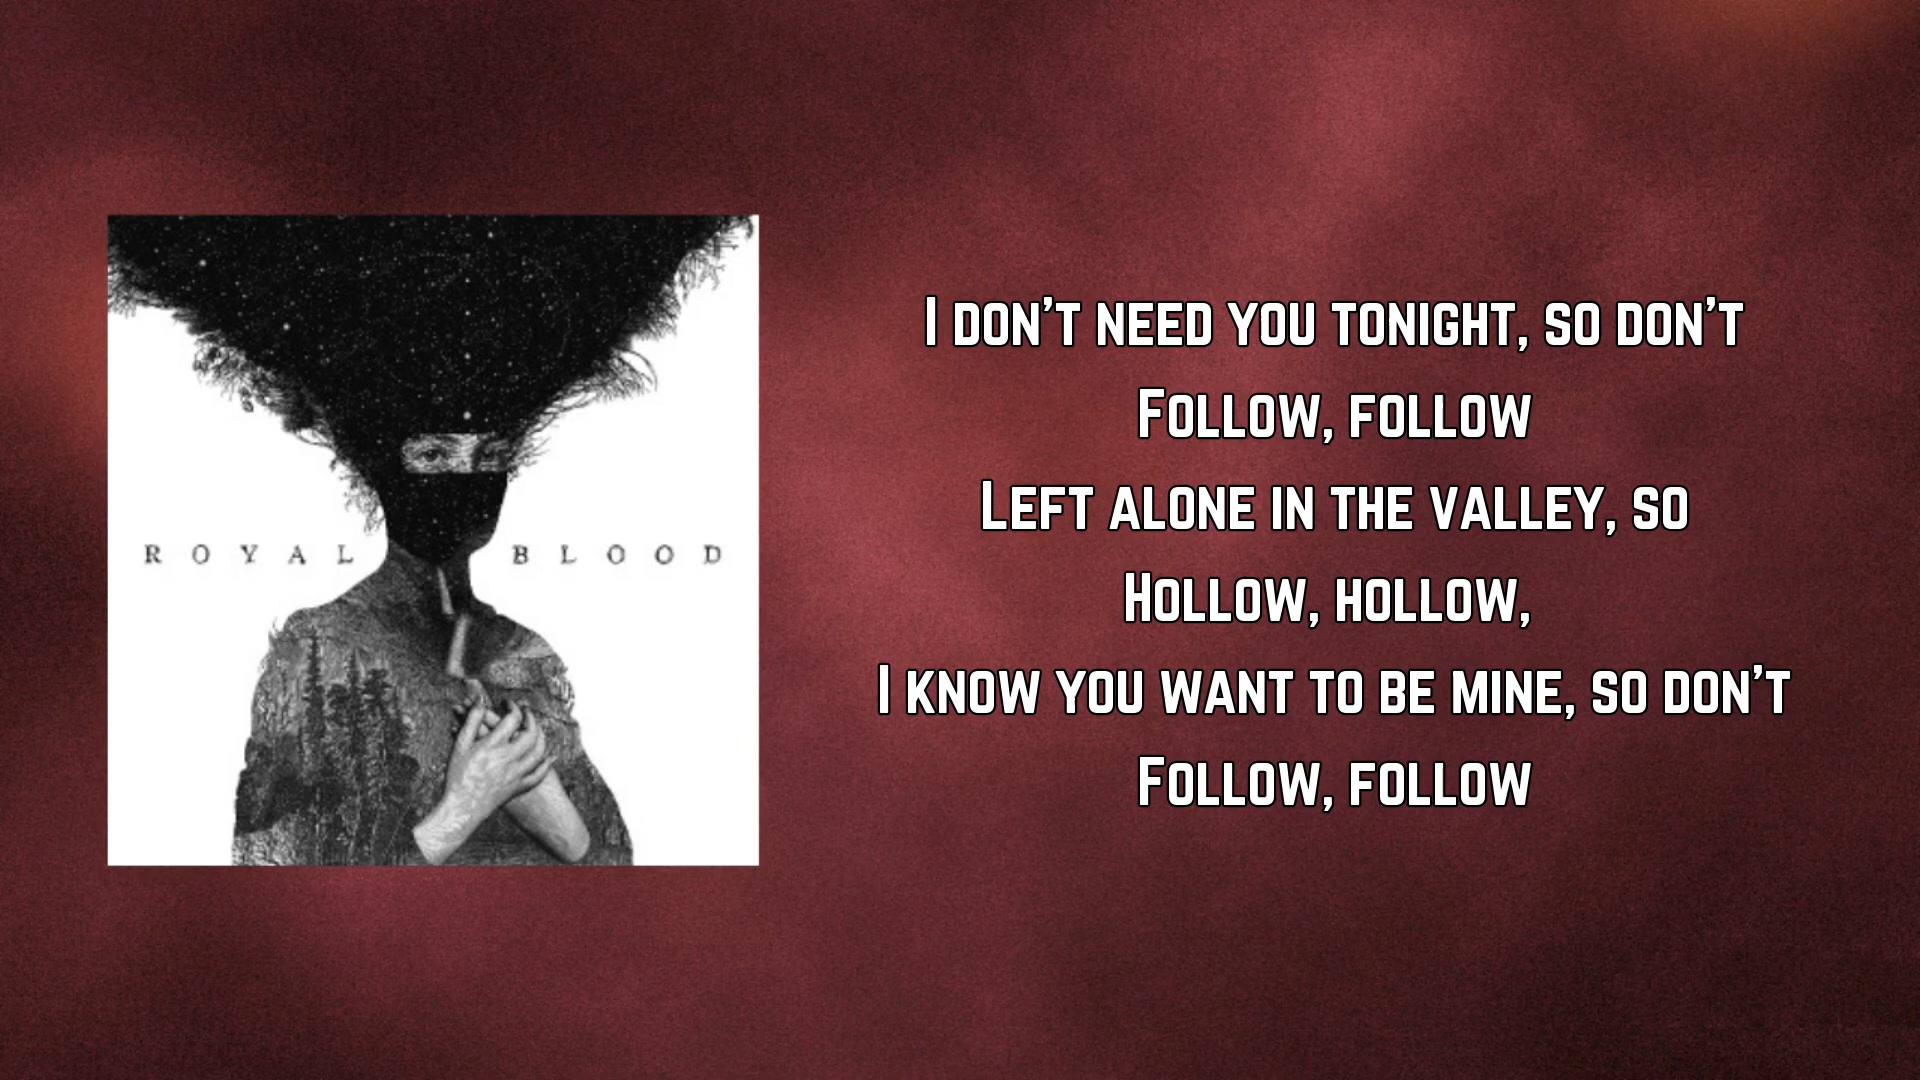 ROYAL BLOOD
I don't need you tonight, so don't
Follow, follow
Left alone in the valley, so
Hollow, hollow,
I know you want to be mine, so don't
Follow, follow